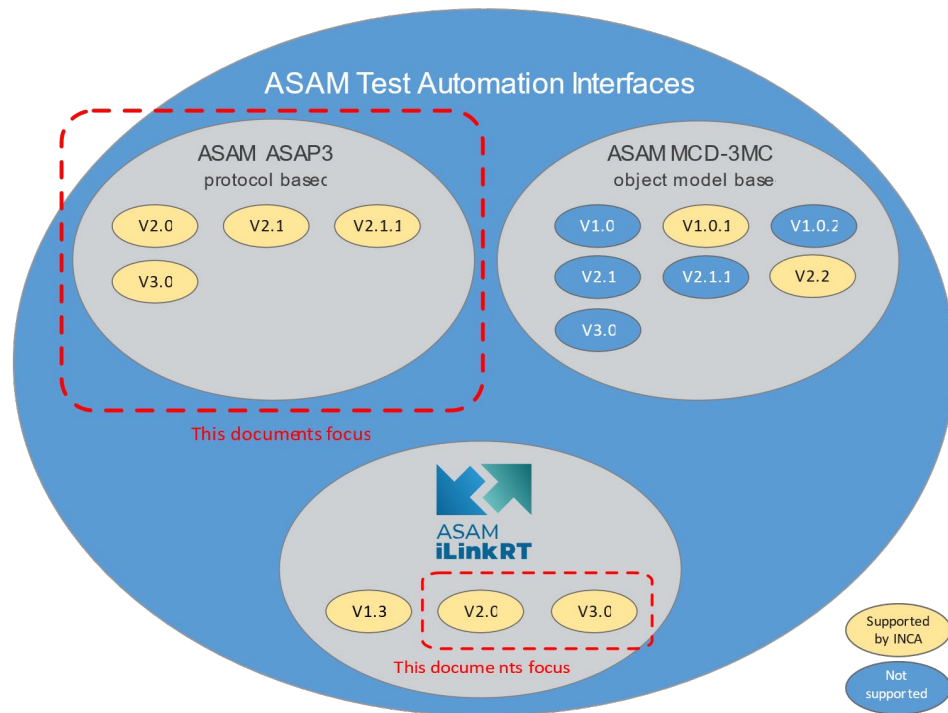 ASAM Test Automation Interfaces
ASAM ASAP3
protocol based
V2.0
V2.1
V2.1.1
V3.0
This documents focus
ASAM MCD-3MC
object model base
V1.0
V1.0.1
V1.0.2
V2.1
V2.1.1
V2.2
V3.0
ASAM
iLinkRT
V1.3
V2.0
V3.0
This documents focus
Supported
by INCA
Not
supported